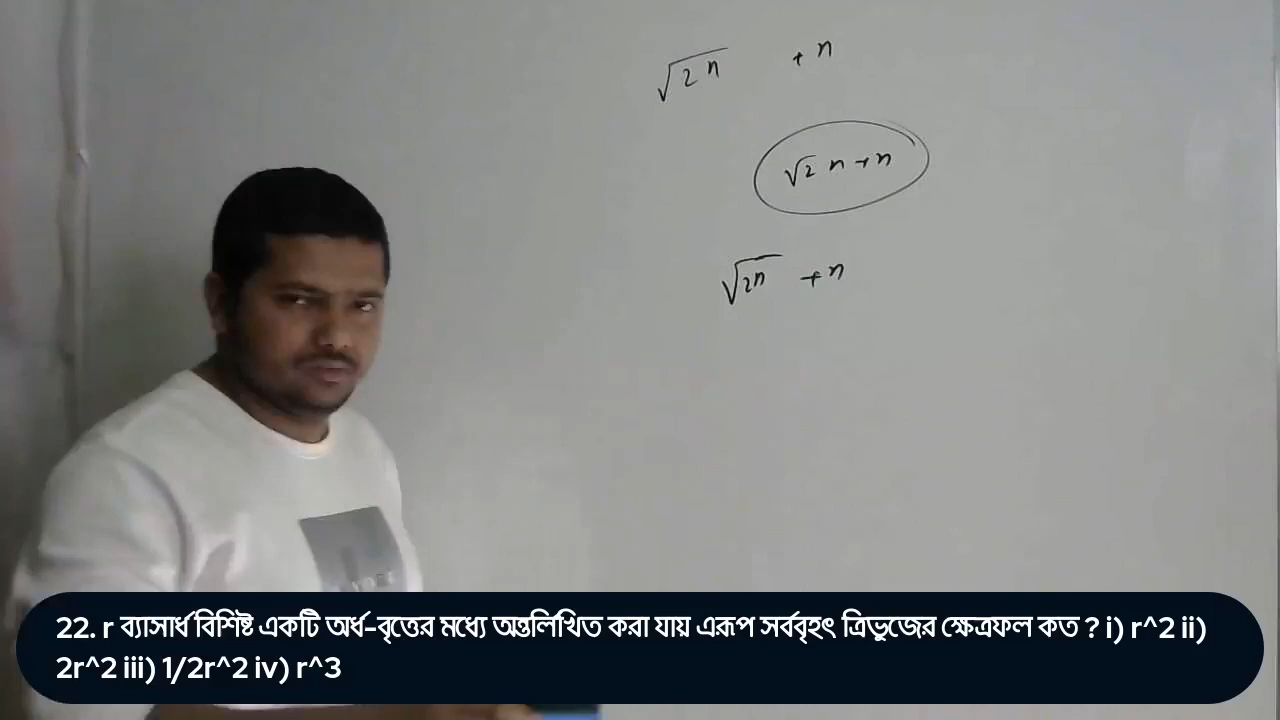 √2n + n
√2 n + n
√2n + n
22. r ব্যাসার্ধ বিশিষ্ট একটি অর্ধ-বৃত্তের মধ্যে অন্তর্লিখিত করা যায় এরূপ সর্ববৃহৎ ত্রিভুজের ক্ষেত্রফল কত ? i) r^2 ii)
2r^2 iii) 1/2r^2 iv) r^3